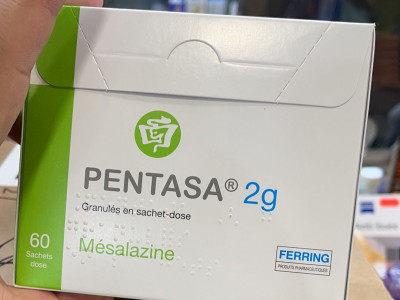 PENTASA® 2g
Granulés en sachet-dose
60
Sachets
dose
Mésalazine
FERRING
PRODUITS PHARMACEUTIQUES